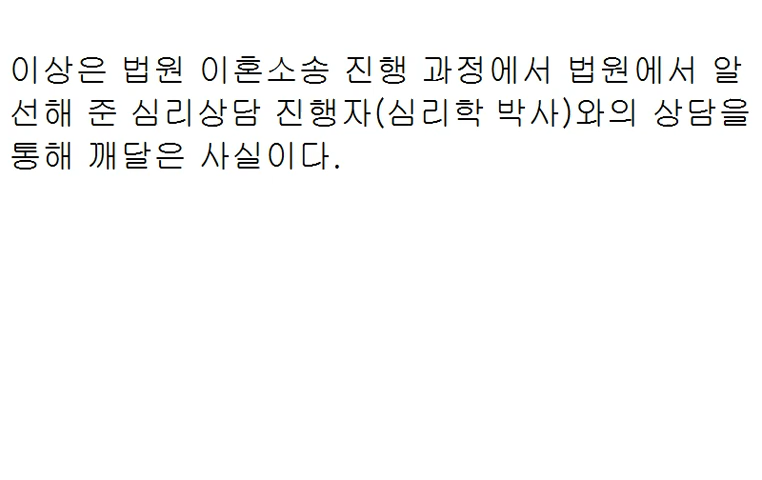 이상은 법원 이혼소송 진행 과정에서 법원에서 알
선해 준 심리상담 진행자(심리학 박사)와의 상담을
통해 깨달은 사실이다.